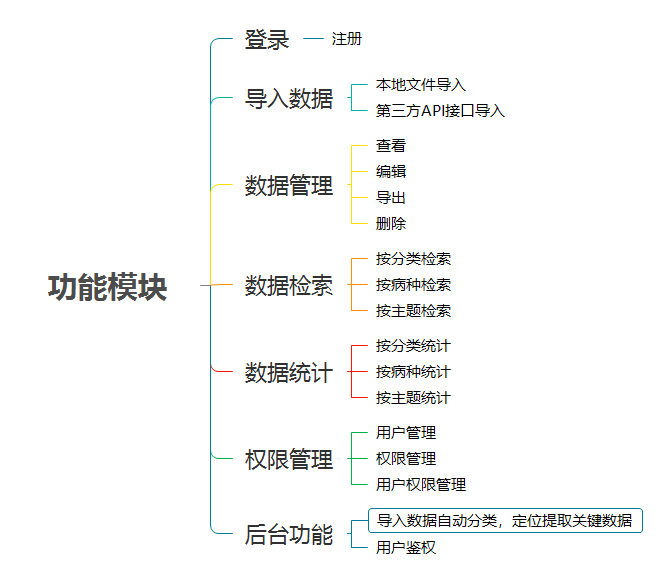 功能模块
登录
注册
导入数据
本地文件导入
第三方API接口导入
数据管理
查看
编辑
导出
删除
数据检索
按分类检索
按病种检索
按主题检索
数据统计
按分类统计
按病种统计
按主题统计
权限管理
用户管理
权限管理
用户权限管理
后台功能
导入数据自动分类，定位提取关键数据
用户鉴权